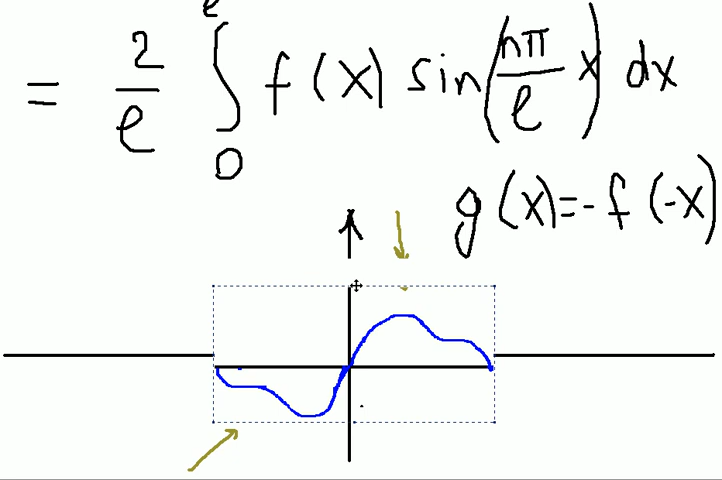 = 2/ℓ ∫₀^ℓ f(x) sin(nπ/ℓ x) dx
g(x)=-f(-x)